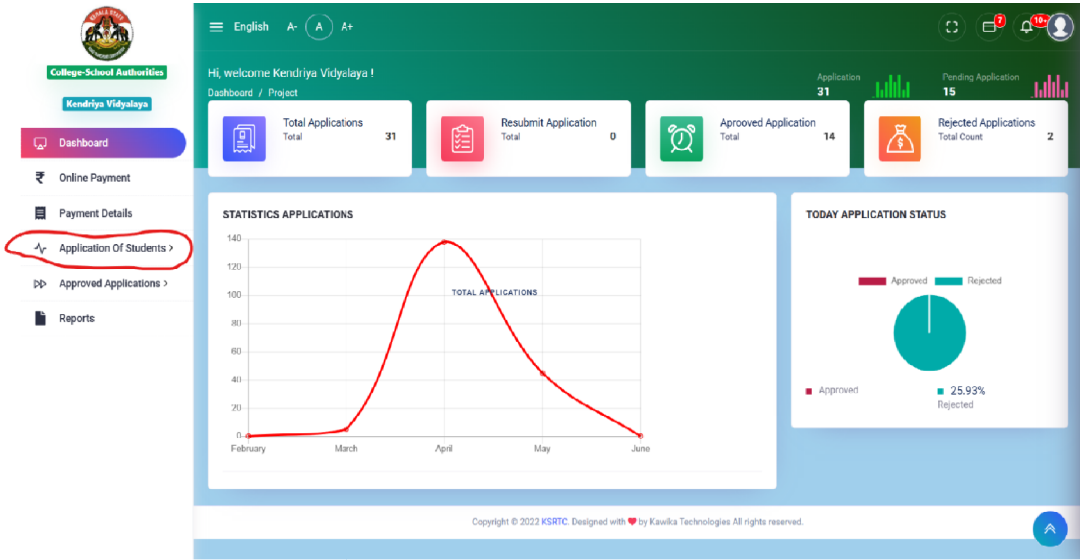 English A- A A+
7 10+
College-School Authorities
Kendriya Vidyalaya
Dashboard
Online Payment
Payment Details
Application Of Students >
Approved Applications >
Reports
Hi, welcome Kendriya Vidyalaya !
Dashboard / Project
Application
31
Pending Application
15
Total Applications
Total 31
Resubmit Application
Total 0
Aprooved Application
Total 14
Rejected Applications
Total Count 2
STATISTICS APPLICATIONS
140
120
100
80
60
40
20
0
TOTAL APPLICATIONS
February March April May June
TODAY APPLICATION STATUS
Approved Rejected
Approved
25.93%
Rejected
Copyright © 2022 KSRTC. Designed with ❤ by Kawika Technologies All rights reserved.